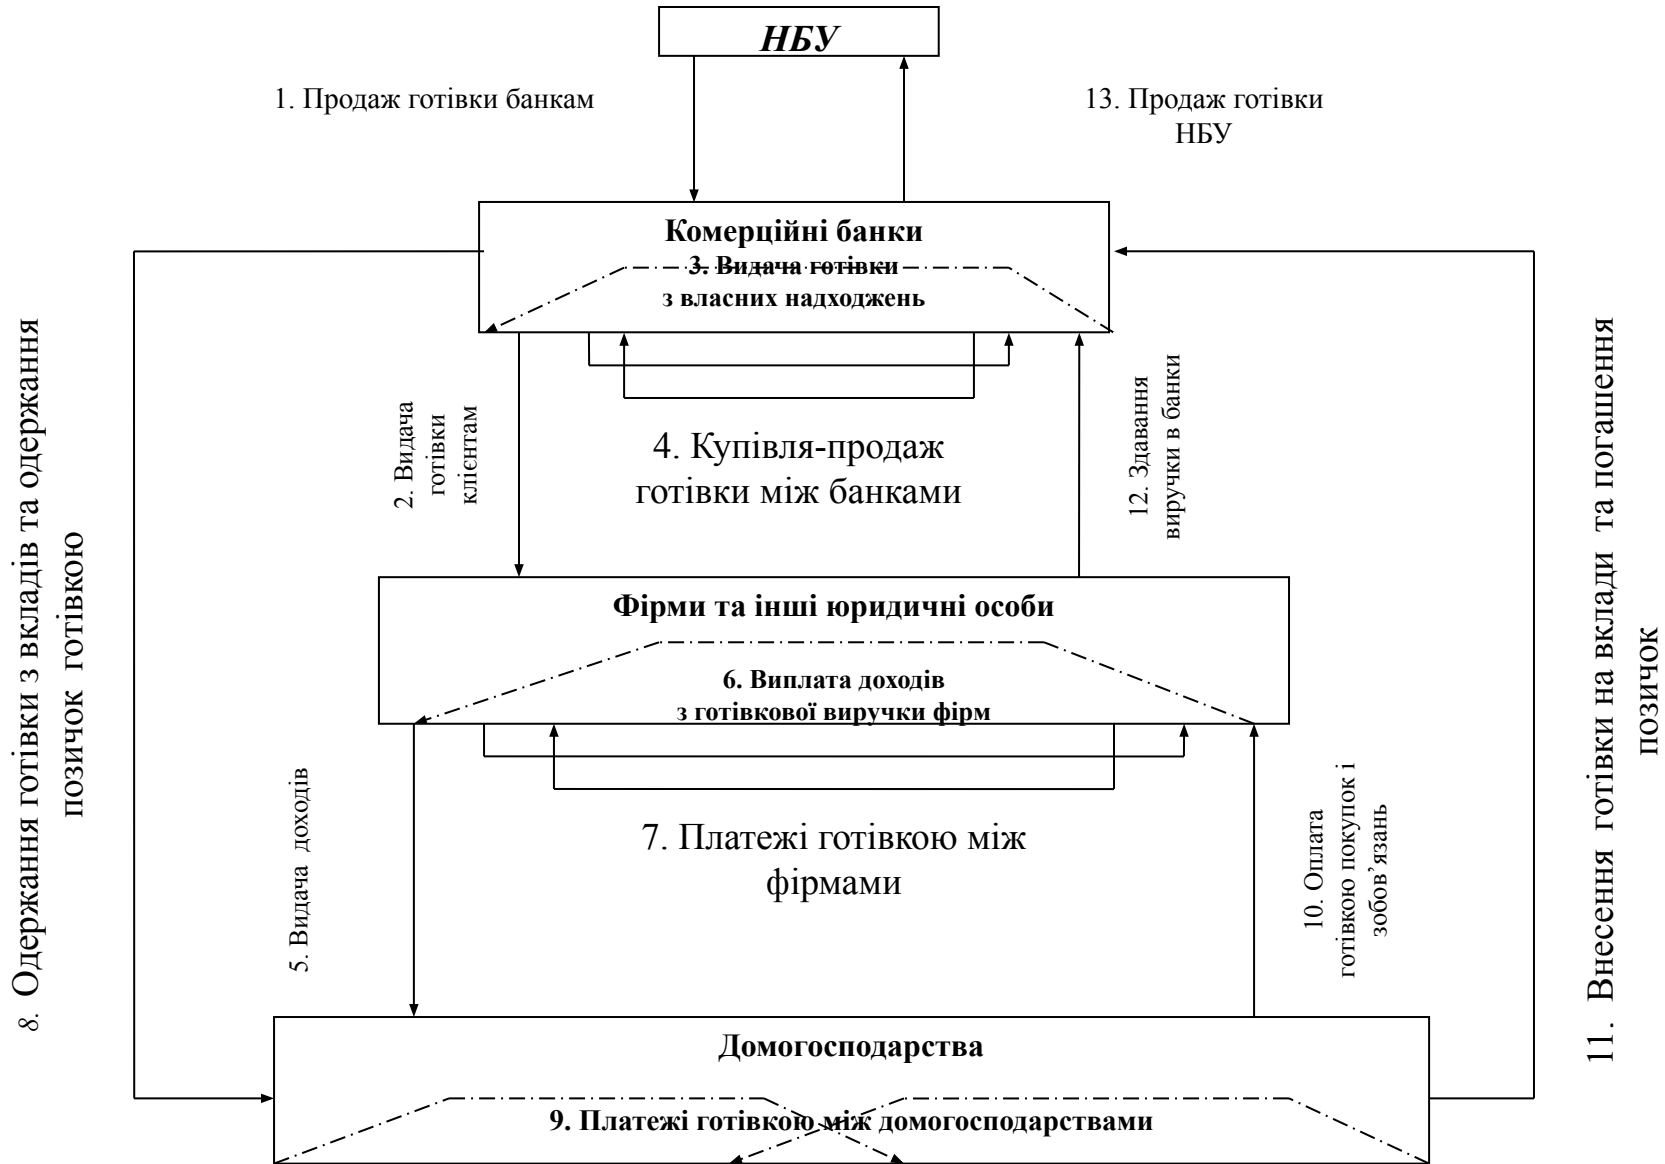 НБУ
1. Продаж готівки банкам
13. Продаж готівки
НБУ
Комерційні банки
3. Видача готівки
з власних надходжень
8. Одержання готівки з вкладів та одержання
позичок готівкою
2. Видача
готівки
клієнтам
4. Купівля-продаж
готівки між банками
12. Здавання
виручки в банки
11. Внесення готівки на вклади та погашення
позичок
Фірми та інші юридичні особи
6. Виплата доходів
з готівкової виручки фірм
5. Видача доходів
7. Платежі готівкою між
фірмами
10. Оплата
готівкою покупок і
зобов’язань
Домогосподарства
9. Платежі готівкою між домогосподарствами